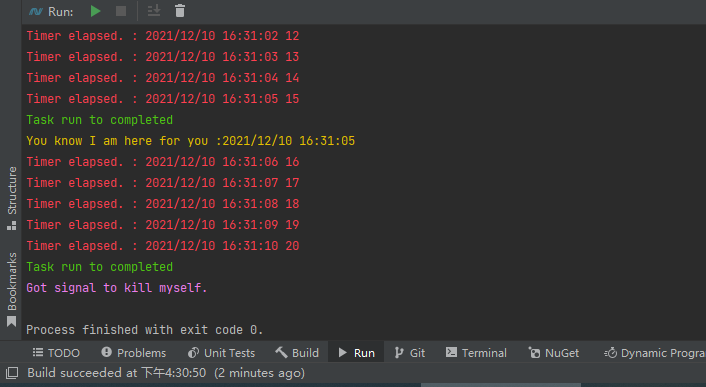 Run:
Timer elapsed. : 2021/12/10 16:31:02 12
Timer elapsed. : 2021/12/10 16:31:03 13
Timer elapsed. : 2021/12/10 16:31:04 14
Timer elapsed. : 2021/12/10 16:31:05 15
Task run to completed
You know I am here for you :2021/12/10 16:31:05
Timer elapsed. : 2021/12/10 16:31:06 16
Timer elapsed. : 2021/12/10 16:31:07 17
Timer elapsed. : 2021/12/10 16:31:08 18
Timer elapsed. : 2021/12/10 16:31:09 19
Timer elapsed. : 2021/12/10 16:31:10 20
Task run to completed
Got signal to kill myself.
Process finished with exit code 0.
Structure
Bookmarks
TODO Problems Unit Tests Build Run Git Terminal NuGet Dynamic Progra
Build succeeded at 下午4:30:50 (2 minutes ago)